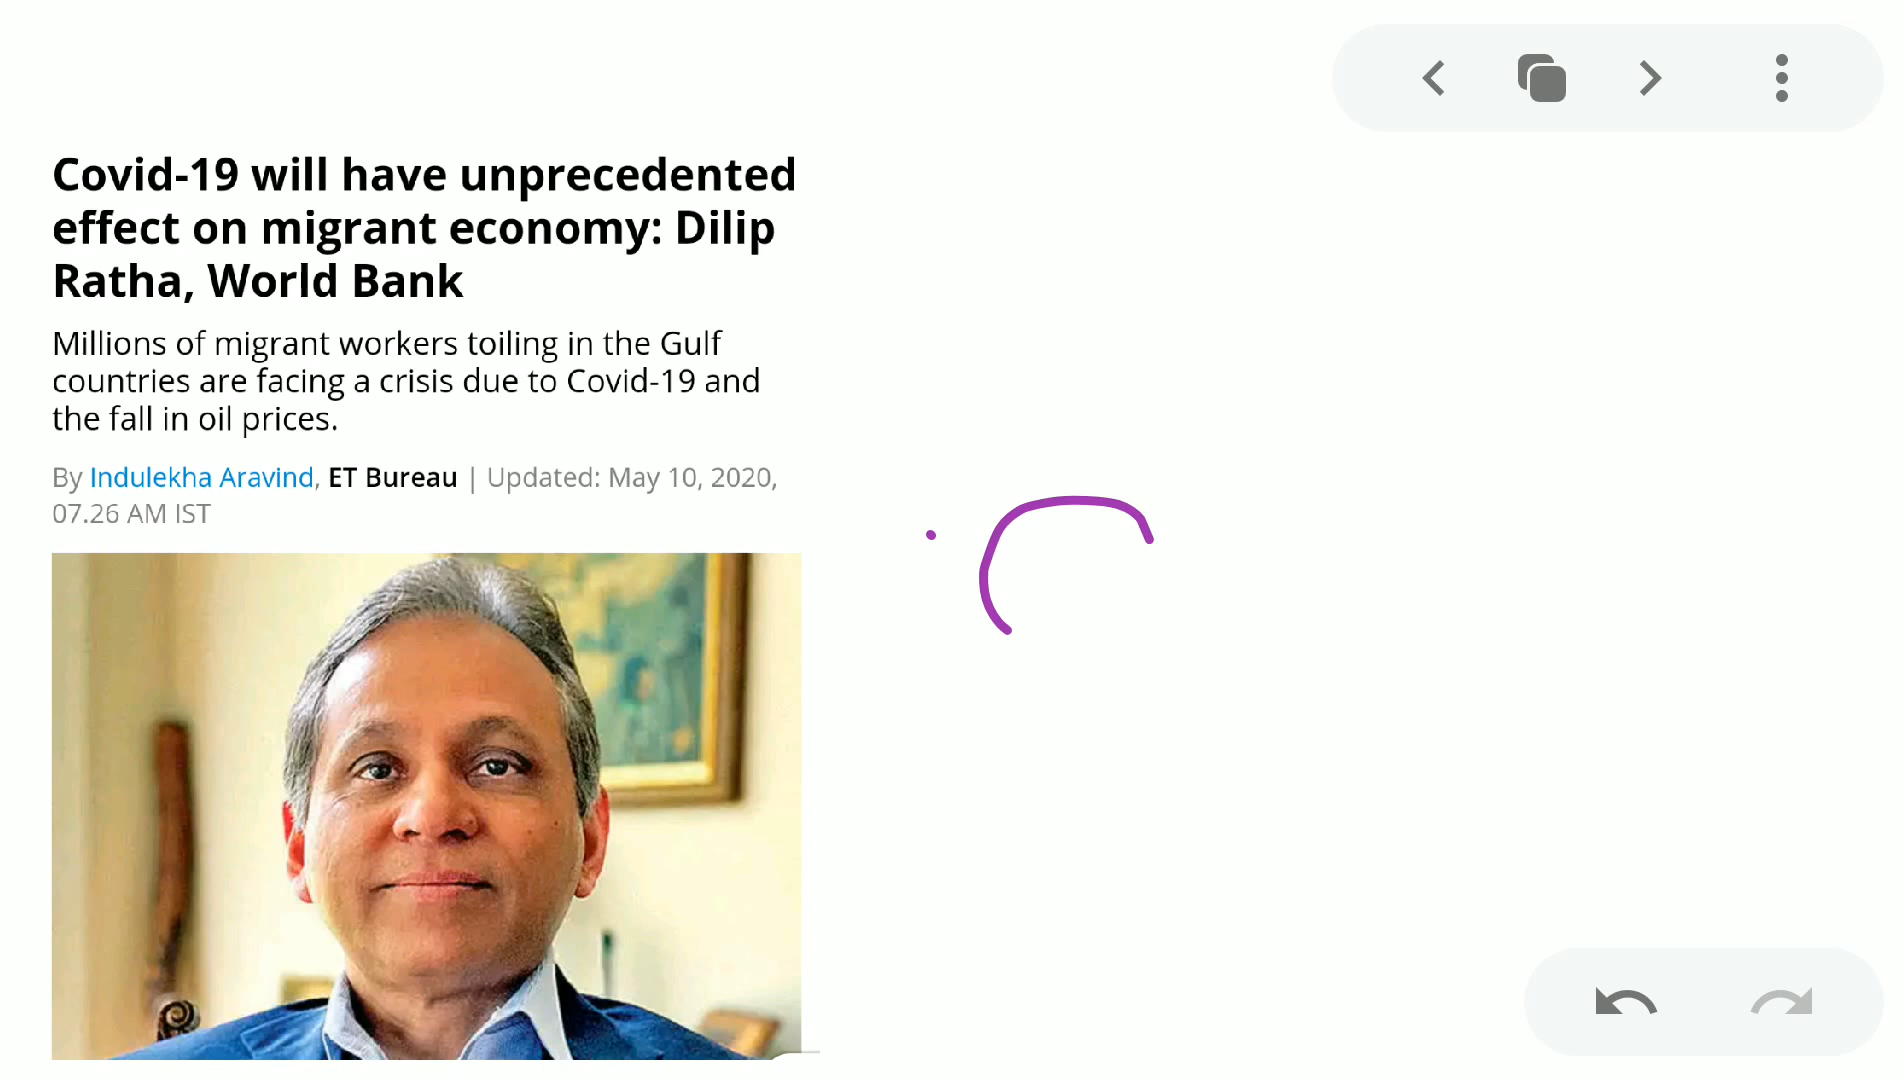 Covid-19 will have unprecedented
effect on migrant economy: Dilip
Ratha, World Bank
Millions of migrant workers toiling in the Gulf
countries are facing a crisis due to Covid-19 and
the fall in oil prices.
By Indulekha Aravind, ET Bureau | Updated: May 10, 2020,
07.26 AM IST